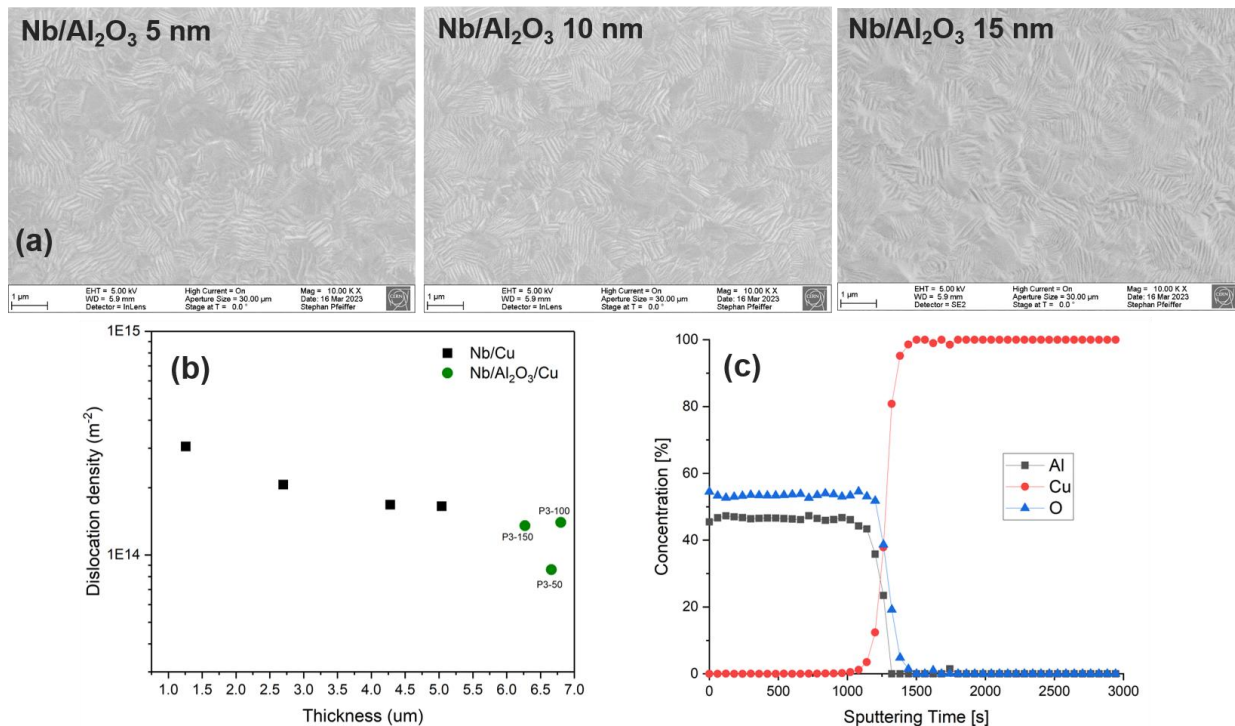 Nb/Al₂O₃ 5 nm
(a)
1 µm
EHT = 5.00 kV
WD = 5.9 mm
Detector = InLens
High Current = On
Aperture Size = 30.00 µm
Stage at T = 0.0 °
Mag = 10.00 K X
Date: 16 Mar 2023
Stephan Pfeiffer
CERN
Nb/Al₂O₃ 10 nm
1 µm
EHT = 5.00 kV
WD = 5.9 mm
Detector = InLens
High Current = On
Aperture Size = 30.00 µm
Stage at T = 0.0 °
Mag = 10.00 K X
Date: 16 Mar 2023
Stephan Pfeiffer
CERN
Nb/Al₂O₃ 15 nm
1 µm
EHT = 5.00 kV
WD = 5.9 mm
Detector = SE2
High Current = On
Aperture Size = 30.00 µm
Stage at T = 0.0 °
Mag = 10.00 K X
Date: 16 Mar 2023
Stephan Pfeiffer
CERN
(b)
Nb/Cu
Nb/Al₂O₃/Cu
Dislocation density (m⁻²)
1E15
1E14
P3-150
P3-100
P3-50
1.0 1.5 2.0 2.5 3.0 3.5 4.0 4.5 5.0 5.5 6.0 6.5 7.0
Thickness (um)
(c)
Concentration [%]
100
80
60
40
20
0
Al
Cu
O
0 500 1000 1500 2000 2500 3000
Sputtering Time [s]